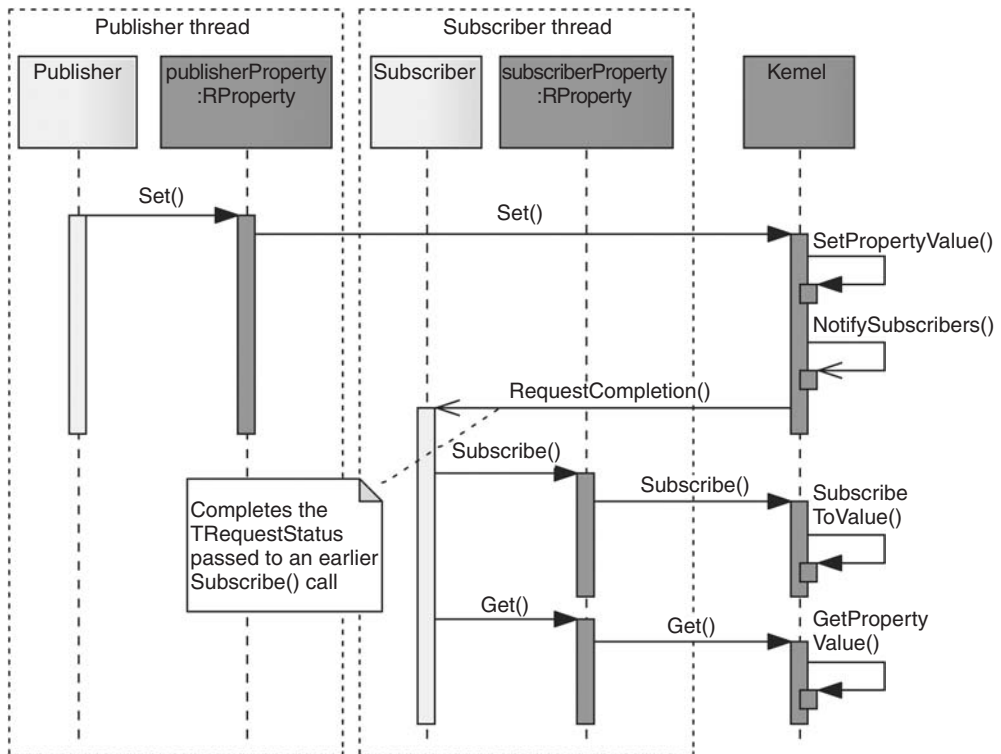 Publisher thread
Subscriber thread
Publisher
publisherProperty
:RProperty
Subscriber
subscriberProperty
:RProperty
Kernel
Set()
Set()
SetPropertyValue()
NotifySubscribers()
RequestCompletion()
Subscribe()
Subscribe()
Subscribe
ToValue()
Completes the
TRequestStatus
passed to an earlier
Subscribe() call
Get()
Get()
GetProperty
Value()